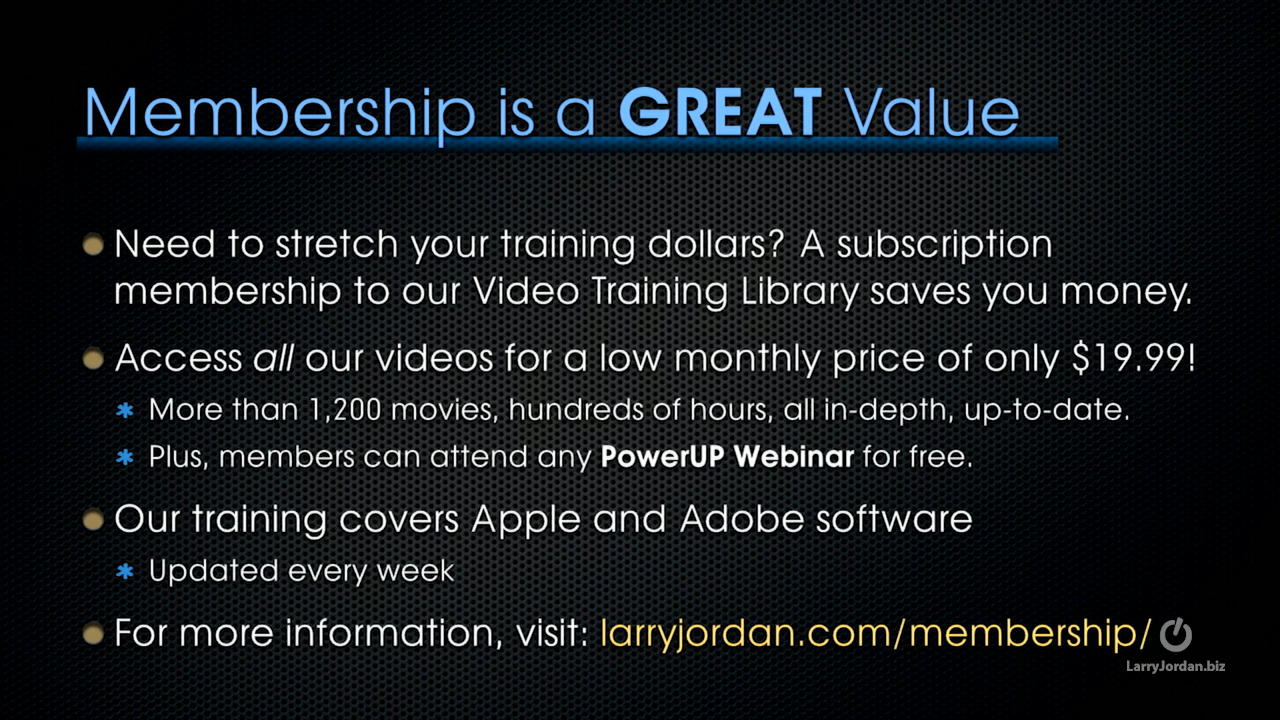 Membership is a GREAT Value
Need to stretch your training dollars? A subscription
membership to our Video Training Library saves you money.
Access all our videos for a low monthly price of only $19.99!
More than 1,200 movies, hundreds of hours, all in-depth, up-to-date.
Plus, members can attend any PowerUP Webinar for free.
Our training covers Apple and Adobe software
Updated every week
For more information, visit: larryjordan.com/membership/
LarryJordan.biz